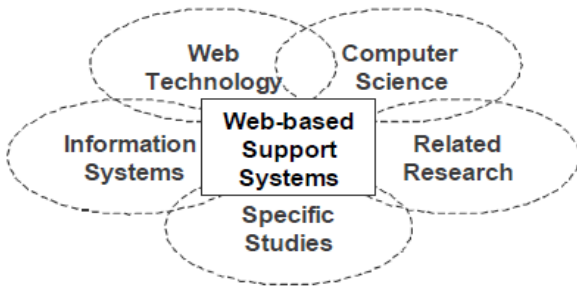 Web
Technology
Computer
Science
Information
Systems
Web-based
Support
Systems
Related
Research
Specific
Studies